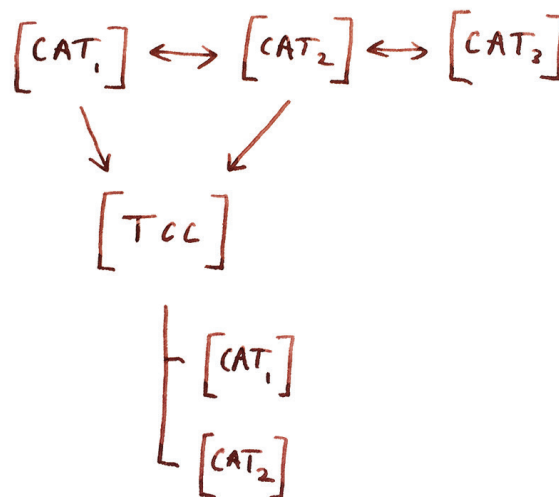 [CAT₁] ↔ [CAT₂] ↔ [CAT₃]
[TCC]
[CAT₁]
[CAT₂]